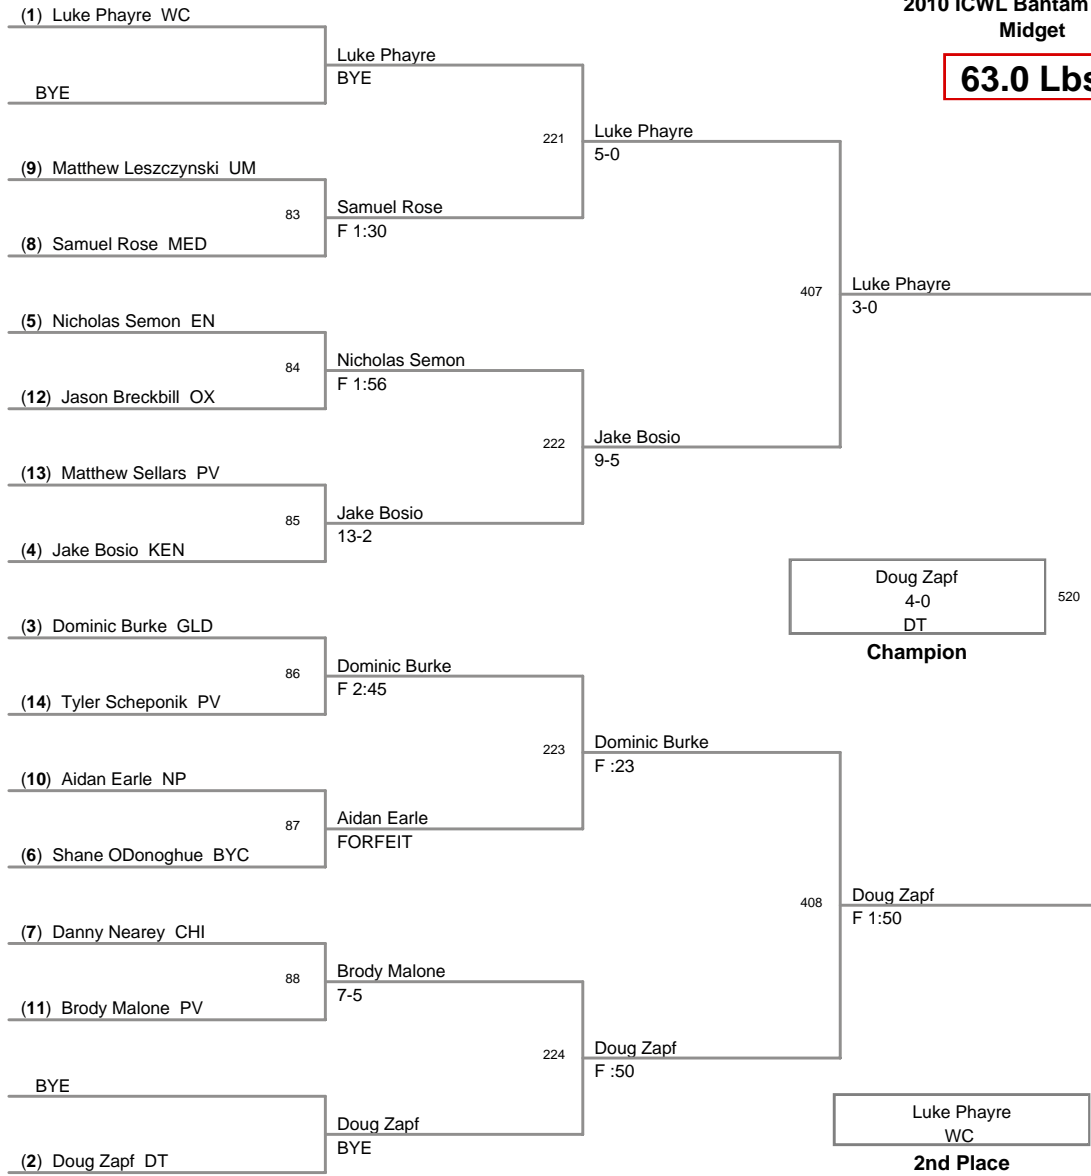 2010 ICWL Bantam
Midget
63.0 Lbs
(1) Luke Phayre WC
Luke Phayre
BYE
BYE
221
Luke Phayre
5-0
(9) Matthew Leszczynski UM
83
Samuel Rose
F 1:30
(8) Samuel Rose MED
407
Luke Phayre
3-0
(5) Nicholas Semon EN
84
Nicholas Semon
F 1:56
(12) Jason Breckbill OX
222
Jake Bosio
9-5
(13) Matthew Sellars PV
85
Jake Bosio
13-2
(4) Jake Bosio KEN
Doug Zapf
4-0
DT
520
Champion
(3) Dominic Burke GLD
86
Dominic Burke
F 2:45
(14) Tyler Scheponik PV
223
Dominic Burke
F :23
(10) Aidan Earle NP
87
Aidan Earle
FORFEIT
(6) Shane ODonoghue BYC
408
Doug Zapf
F 1:50
(7) Danny Nearey CHI
88
Brody Malone
7-5
(11) Brody Malone PV
224
Doug Zapf
F :50
BYE
Doug Zapf
BYE
(2) Doug Zapf DT
Luke Phayre
WC
2nd Place